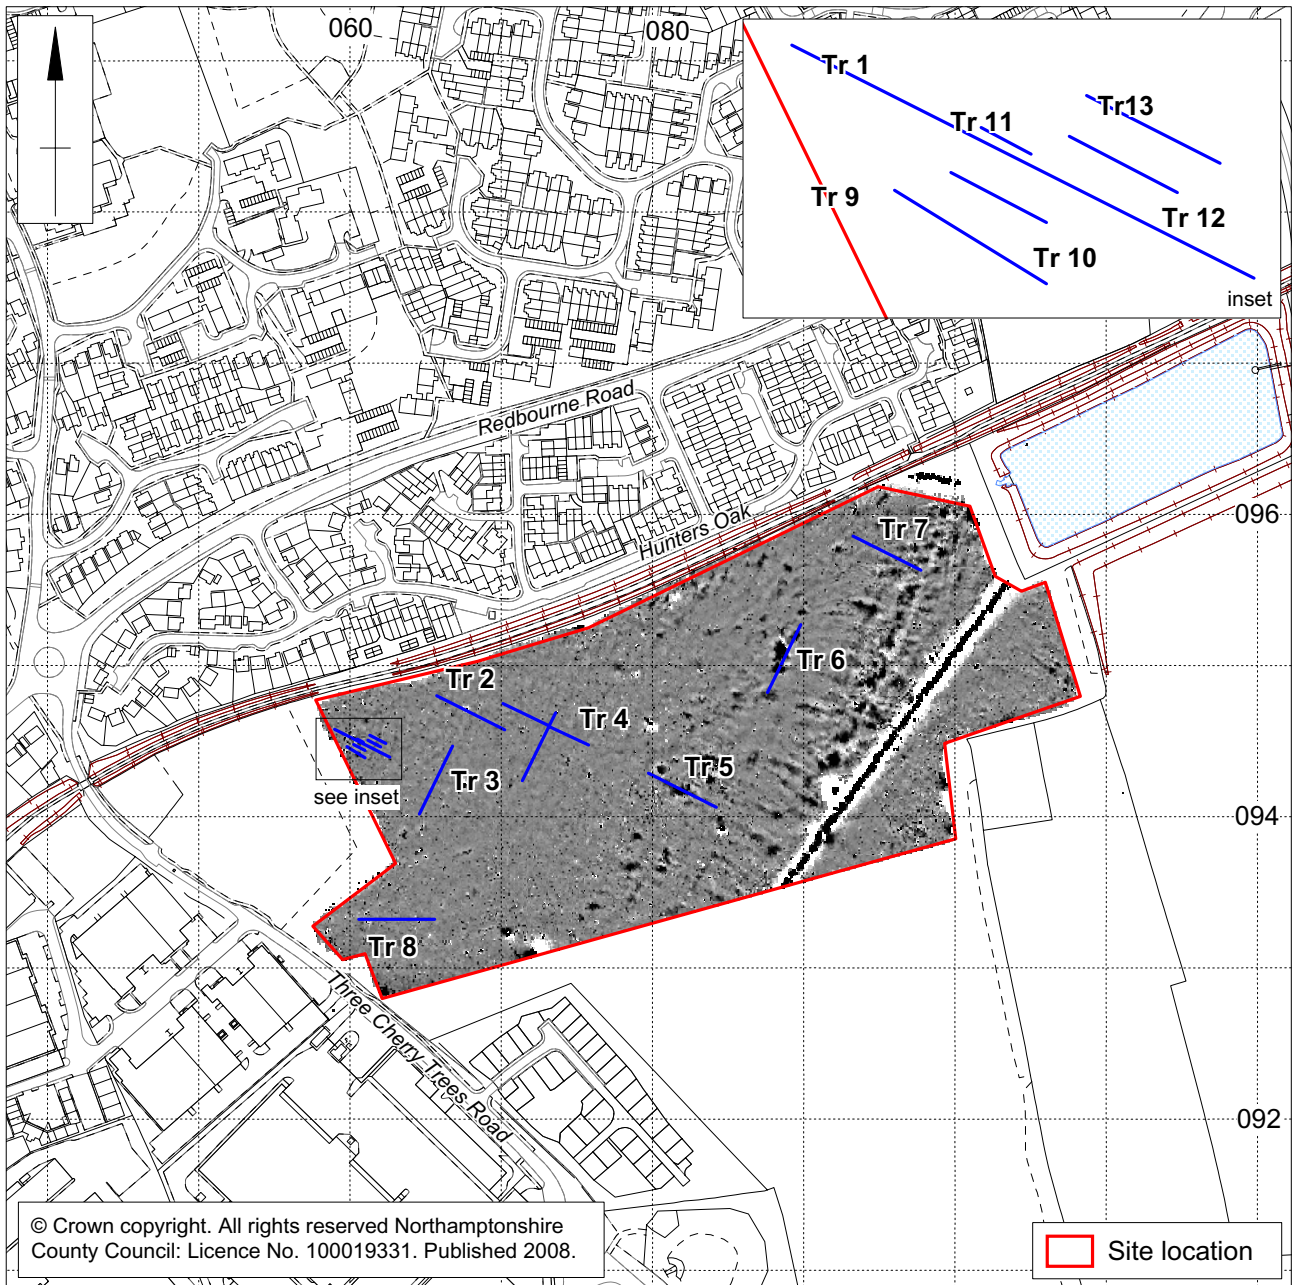 060
080
Tr 1
Tr13
Tr 11
Tr 9
Tr 12
Tr 10
inset
Redbourne Road
Hunters Oak
096
Tr 7
Tr 6
Tr 2
Tr 4
Tr 3
Tr 5
see inset
094
Tr 8
Three Cherry Trees Road
092
© Crown copyright. All rights reserved Northamptonshire
County Council: Licence No. 100019331. Published 2008.
Site location